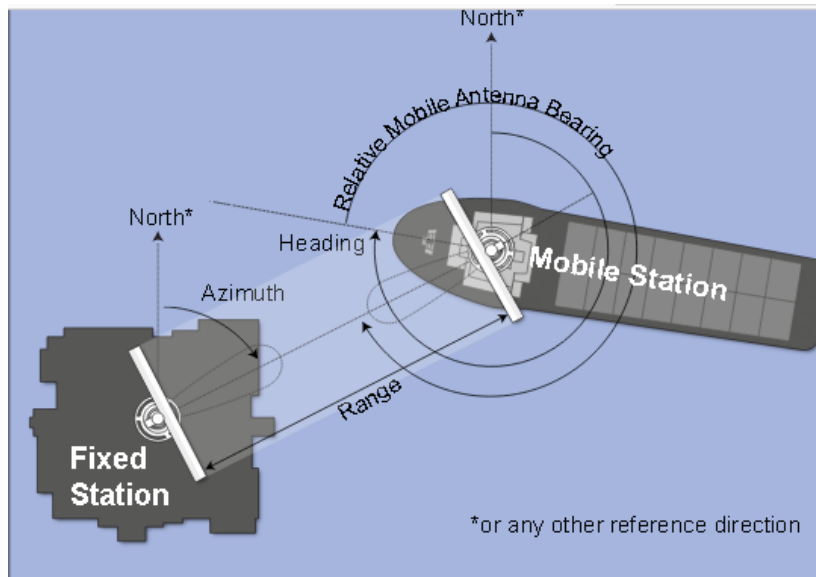 North*
Relative Mobile Antenna Bearing
North*
Heading
Mobile Station
Azimuth
Range
Fixed
Station
*or any other reference direction